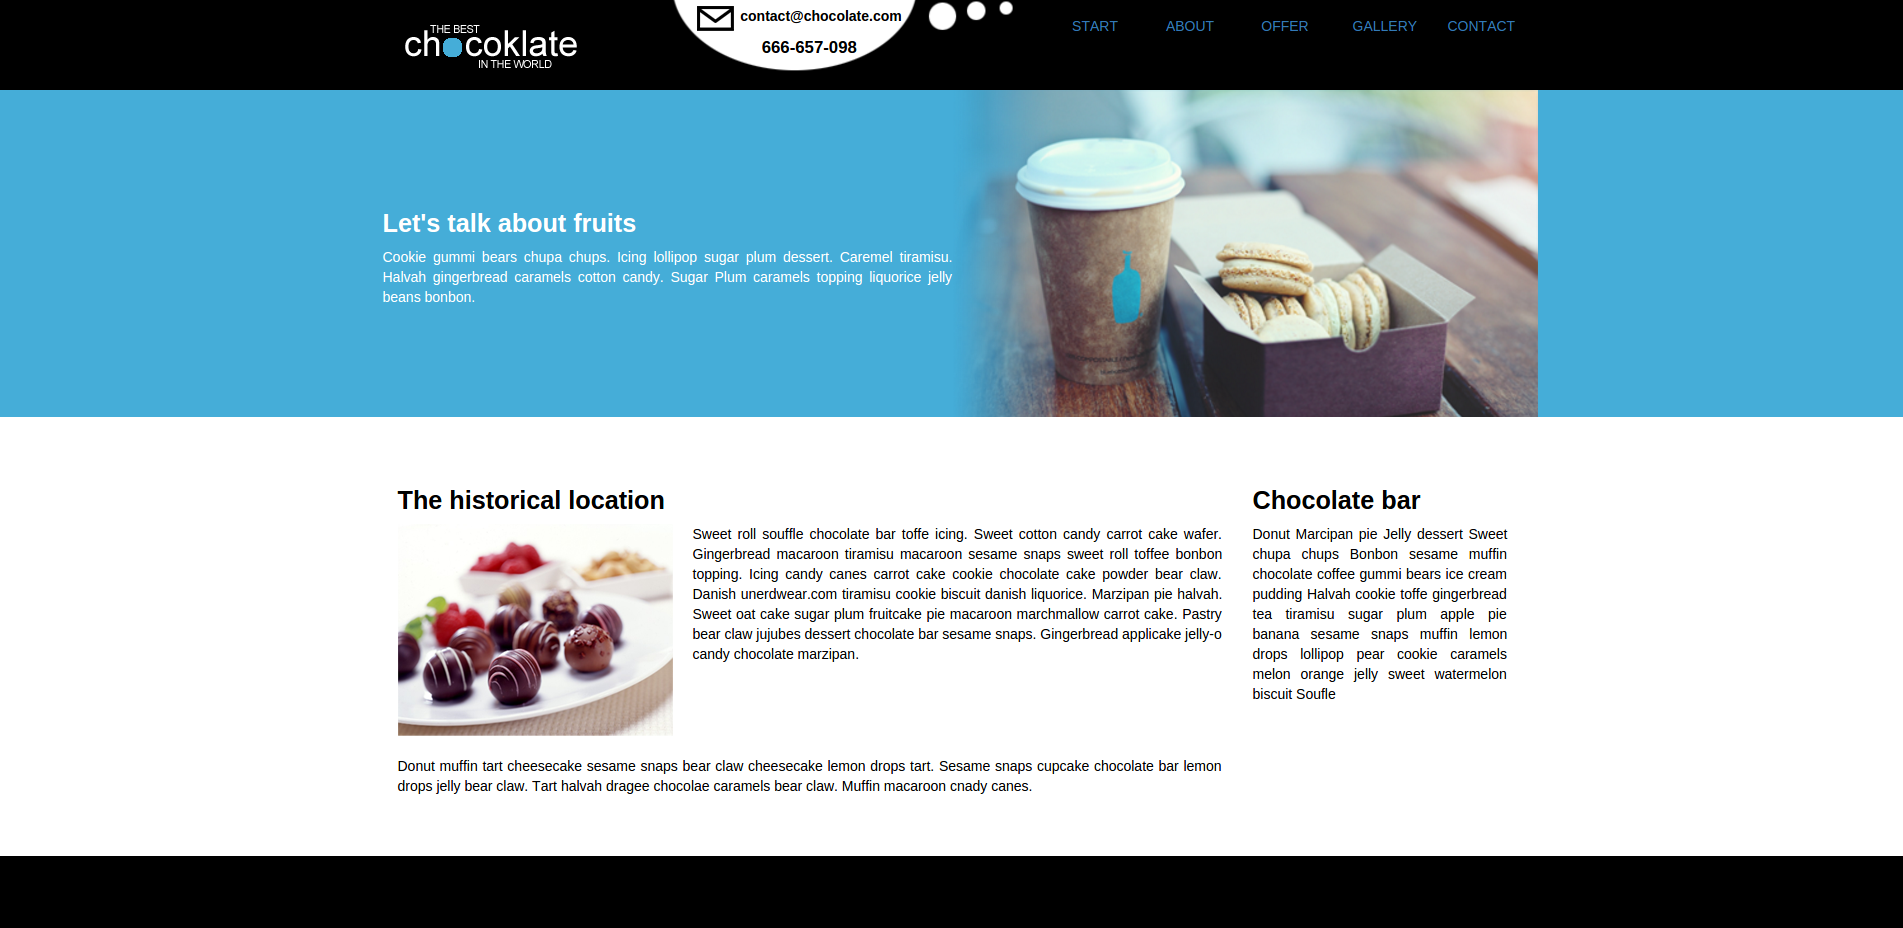 THE BEST
chocoklate
IN THE WORLD
contact@chocolate.com
666-657-098
START ABOUT OFFER GALLERY CONTACT
Let's talk about fruits
Cookie gummi bears chupa chups. Icing lollipop sugar plum dessert. Caremel tiramisu.
Halvah gingerbread caramels cotton candy. Sugar Plum caramels topping liquorice jelly
beans bonbon.
The historical location
Sweet roll souffle chocolate bar toffe icing. Sweet cotton candy carrot cake wafer.
Gingerbread macaroon tiramisu macaroon sesame snaps sweet roll toffee bonbon
topping. Icing candy canes carrot cake cookie chocolate cake powder bear claw.
Danish unerdwear.com tiramisu cookie biscuit danish liquorice. Marzipan pie halvah.
Sweet oat cake sugar plum fruitcake pie macaroon marchmallow carrot cake. Pastry
bear claw jujubes dessert chocolate bar sesame snaps. Gingerbread applicake jelly-o
candy chocolate marzipan.
Donut muffin tart cheesecake sesame snaps bear claw cheesecake lemon drops tart. Sesame snaps cupcake chocolate bar lemon
drops jelly bear claw. Tart halvah dragee chocolae caramels bear claw. Muffin macaroon cnady canes.
Chocolate bar
Donut Marcipan pie Jelly dessert Sweet
chupa chups Bonbon sesame muffin
chocolate coffee gummi bears ice cream
pudding Halvah cookie toffe gingerbread
tea tiramisu sugar plum apple pie
banana sesame snaps muffin lemon
drops lollipop pear cookie caramels
melon orange jelly sweet watermelon
biscuit Soufle